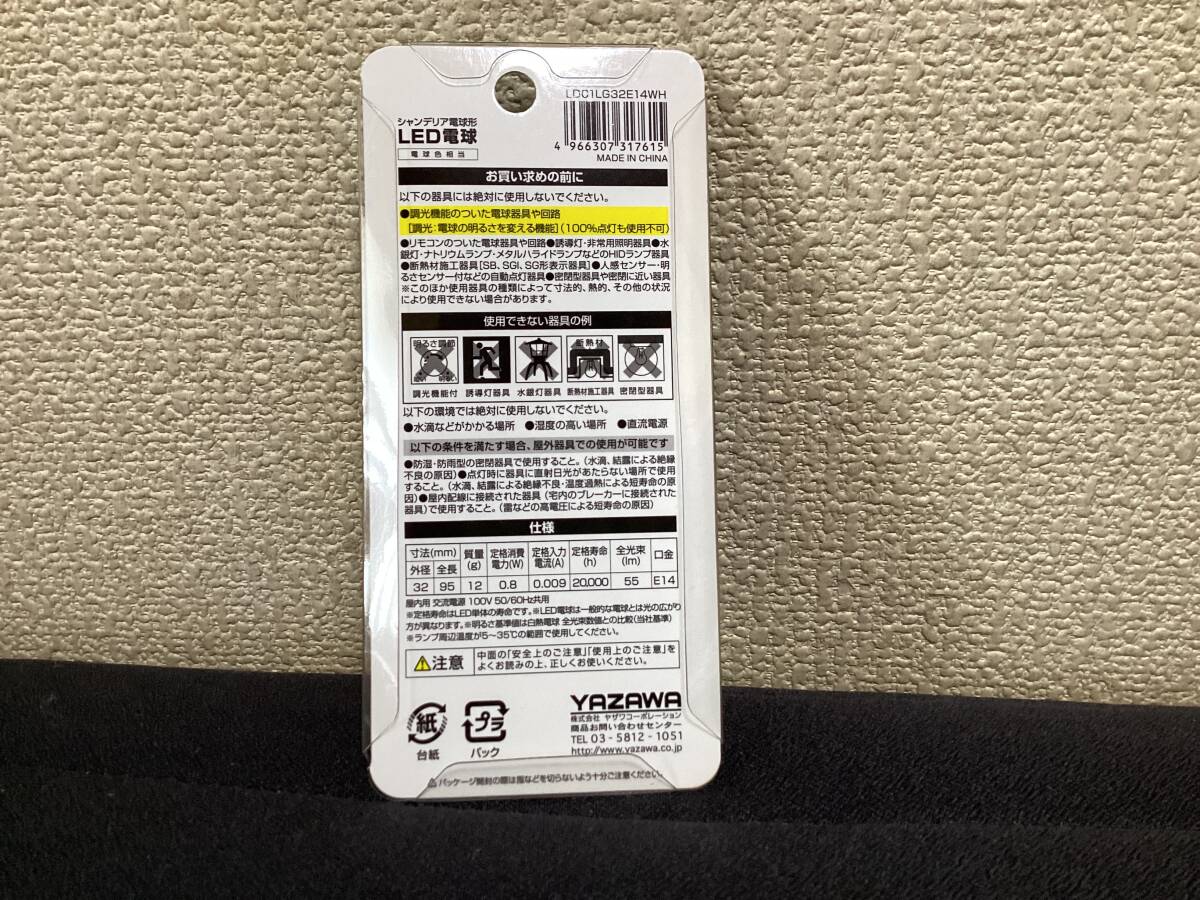 LDC1LG32E14WH
シャンデリア電球形
LED電球
電球色相当
4 966307 317615
MADE IN CHINA
お買い求めの前に
以下の器具には絶対に使用しないでください。
●調光機能のついた電球器具や回路
[調光:電球の明るさを変える機能](100%点灯も使用不可)
●リモコンのついた電球器具や回路●誘導灯・非常用照明器具●水
銀灯・ナトリウムランプ・メタルハライドランプなどのHIDランプ器具
●断熱材施工器具[SB、SGI、SG形表示器具]●人感センサー・明
るさセンサー付などの自動点灯器具●密閉型器具や密閉に近い器具
※このほか使用器具の種類によって寸法的、熱的、その他の状況
により使用できない場合があります。
使用できない器具の例
明るさ調節
断熱材
調光機能付 誘導灯器具 水銀灯器具 断熱材施工器具 密閉型器具
以下の環境では絶対に使用しないでください。
●水滴などがかかる場所 ●湿度の高い場所 ●直流電源
以下の条件を満たす場合、屋外器具での使用が可能です
●防湿・防雨型の密閉器具で使用すること。(水滴、結露による絶縁
不良の原因)●点灯時に器具に直射日光があたらない場所で使用
すること。(水滴、結露による絶縁不良・温度過熱による短寿命の原
因)●屋内配線に接続された器具(宅内のブレーカーに接続された
器具)で使用すること。(雷などの高電圧による短寿命の原因)
仕様
寸法(mm) 質量(g) 定格消費電力(W) 定格入力電流(A) 定格寿命(h) 全光束(lm) 口金
外径 全長
32 95 12 0.8 0.009 20,000 55 E14
屋内用 交流電源 100V 50/60Hz共用
※定格寿命はLED単体の寿命です。※LED電球は一般的な電球とは光の広がり
方が異なります。※明るさ基準値は白熱電球 全光束数値との比較(当社基準)
※ランプ周辺温度が5～35℃の範囲で使用してください。
注意
中面の「安全上のご注意」「使用上のご注意」を
よくお読みの上、正しくお使いください。
紙
台紙
プラ
パック
YAZAWA
株式会社 ヤザワコーポレーション
商品お問い合わせセンター
TEL 03-5812-1051
http://www.yazawa.co.jp
⚠パッケージ開封の際は指などを切らないよう十分ご注意ください。